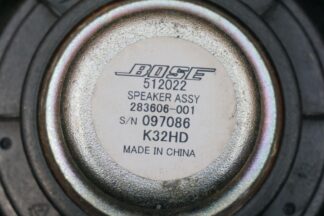 BOSE
512022
SPEAKER ASSY
283606-001
S/N 097086
K32HD
MADE IN CHINA